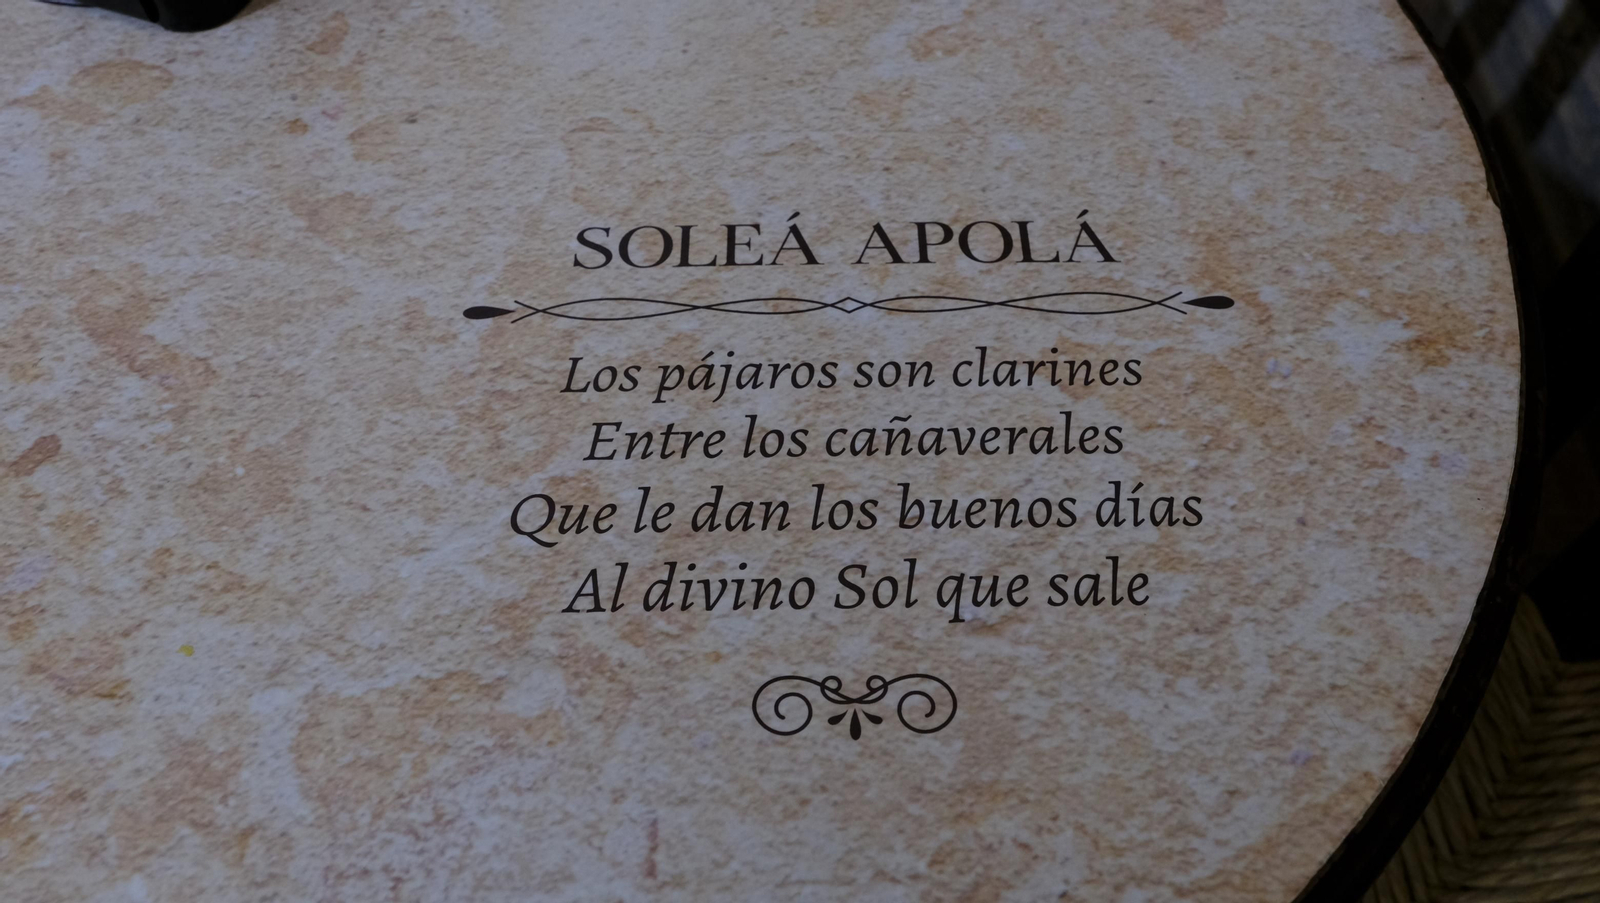 SOLEÁ APOLÁ
Los pájaros son clarines
Entre los cañaverales
Que le dan los buenos días
Al divino Sol que sale